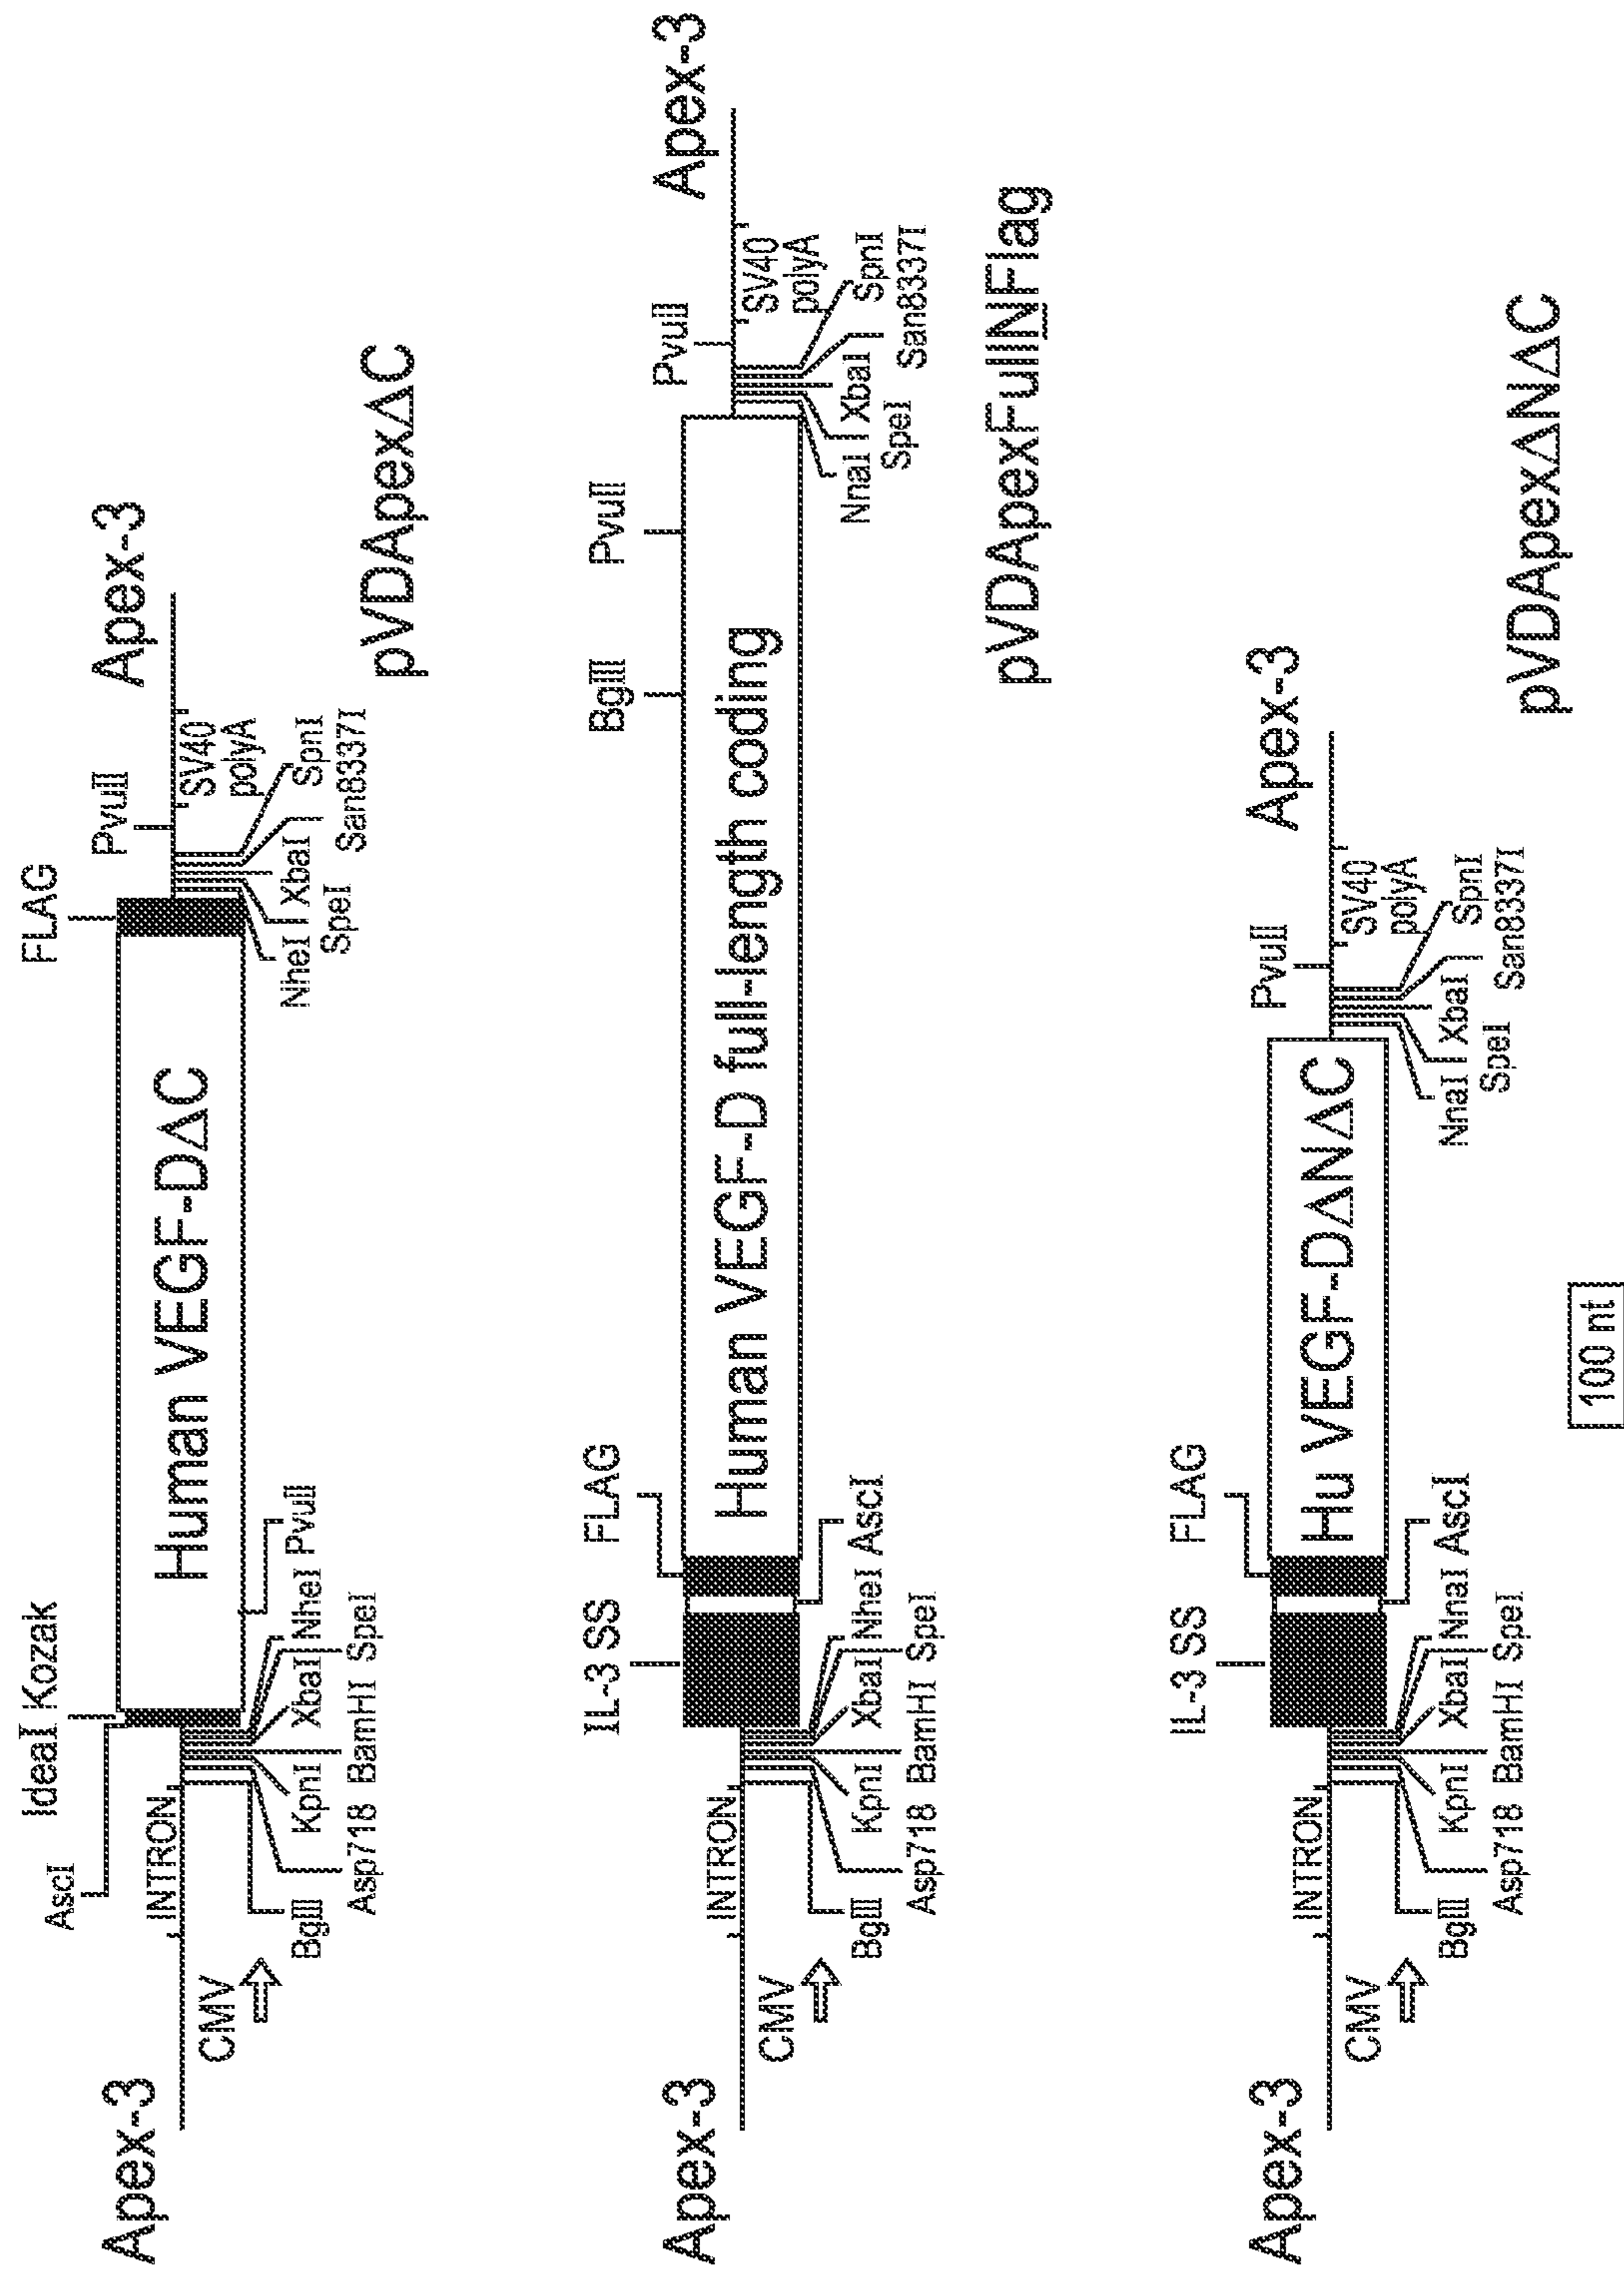 Apex-3
CMV
INTRON
AscI
Ideal Kozak
Human VEGF-DΔC
FLAG
PvuII
Apex-3
BglII
Asp718
KpnI
BamHI
XbaI
SpeI
NheI
PvuII
NheI
SpeI
XbaI
San8337I
SpnI
SV40
polyA
pVDApexΔC
Apex-3
CMV
INTRON
IL-3 SS
FLAG
Human VEGF-D full-length coding
BglII
PvuII
PvuII
Apex-3
BglII
Asp718
KpnI
BamHI
XbaI
SpeI
NheI
AscI
NnaI
SpeI
XbaI
San8337I
SpnI
SV40
polyA
pVDApexFullNFlag
Apex-3
CMV
INTRON
IL-3 SS
FLAG
Hu VEGF-DΔNΔC
PvuII
Apex-3
BglII
Asp718
KpnI
BamHI
XbaI
SpeI
NnaI
AscI
NnaI
SpeI
XbaI
San8337I
SpnI
SV40
polyA
pVDApexΔNΔC
100 nt